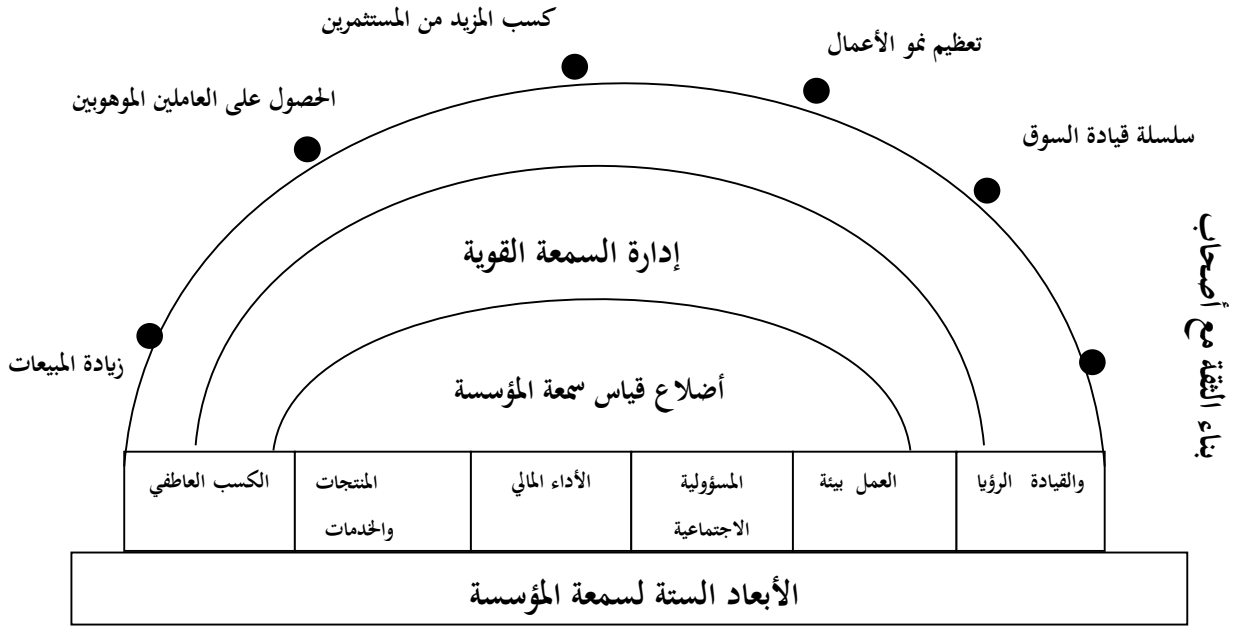 كسب المزيد من المستثمرين
تعظيم نمو الأعمال
الحصول على العاملين الموهوبين
سلسلة قيادة السوق
بناء الثقة مع أصحاب
إدارة السمعة القوية
زيادة المبيعات
أضلاع قياس سمعة المؤسسة
والقيادة الرؤيا
العمل بيئة
المسؤولية
الاجتماعية
الأداء المالي
المنتجات
والخدمات
الكسب العاطفي
الأبعاد الستة لسمعة المؤسسة